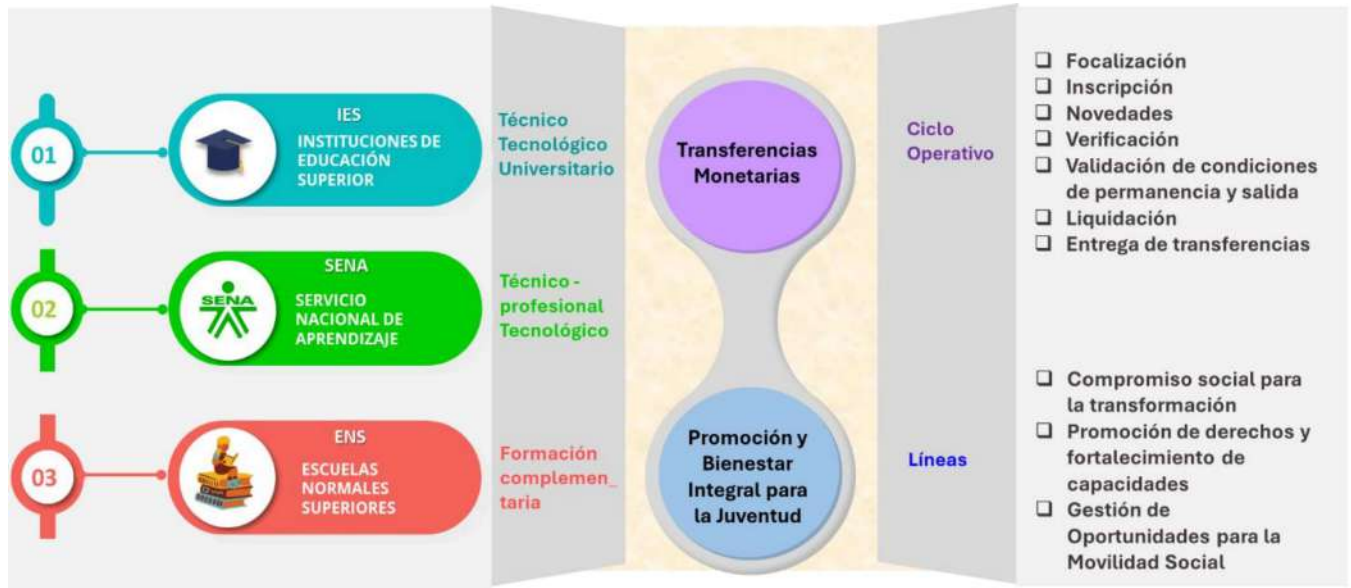 01
IES
INSTITUCIONES DE
EDUCACIÓN
SUPERIOR
Técnico
Tecnológico
Universitario
02
SENA
SENA
SERVICIO
NACIONAL DE
APRENDIZAJE
Técnico -
profesional
Tecnológico
03
ENS
ESCUELAS
NORMALES
SUPERIORES
Formación
complemen_
taria
Transferencias
Monetarias
Ciclo
Operativo
❑ Focalización
❑ Inscripción
❑ Novedades
❑ Verificación
❑ Validación de condiciones
de permanencia y salida
❑ Liquidación
❑ Entrega de transferencias
Promoción y
Bienestar
Integral para
la Juventud
Líneas
❑ Compromiso social para
la transformación
❑ Promoción de derechos y
fortalecimiento de
capacidades
❑ Gestión de
Oportunidades para la
Movilidad Social